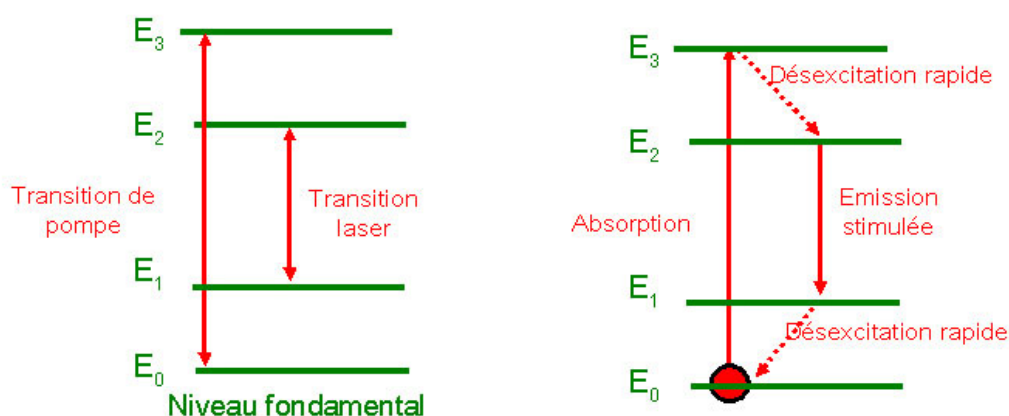 E3
E2
Transition de
pompe
Transition
laser
E1
E0
Niveau fondamental
E3
Désexcitation rapide
E2
Absorption
Emission
stimulée
E1
Désexcitation rapide
E0